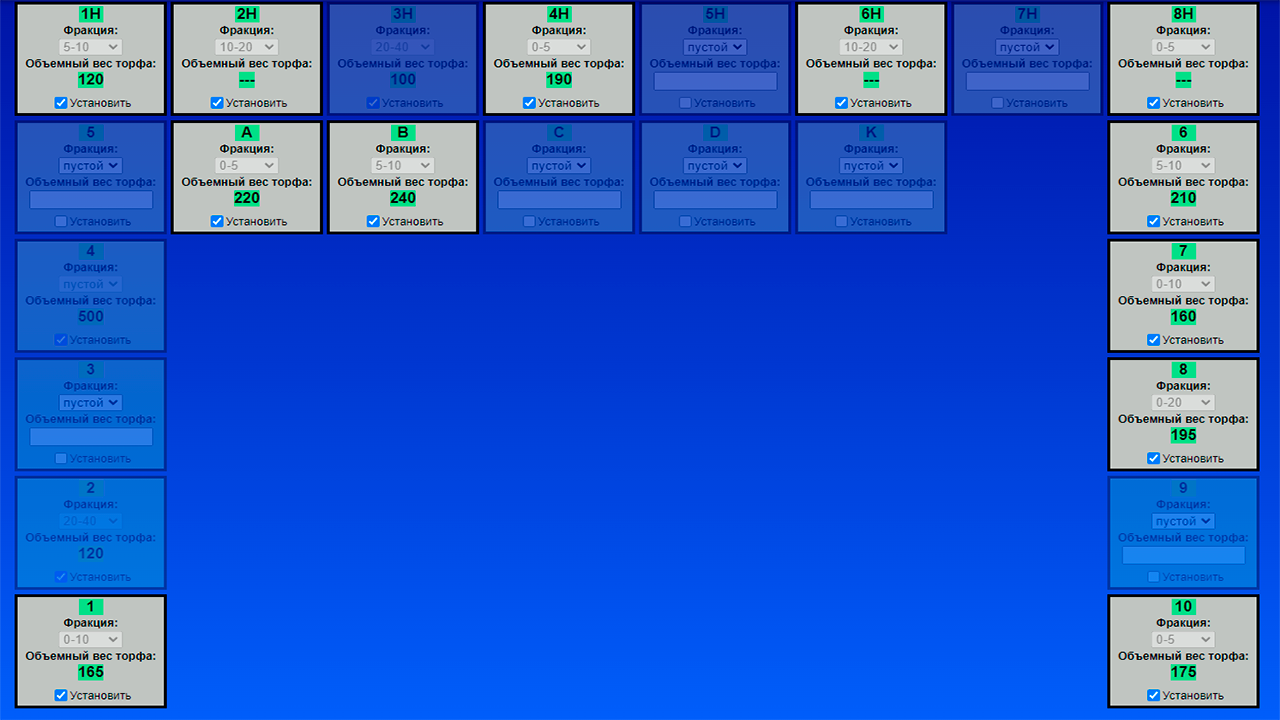 1Н
Фракция:
5-10
Объемный вес торфа:
120
Установить
2Н
Фракция:
10-20
Объемный вес торфа:
---
Установить
3Н
Фракция:
20-40
Объемный вес торфа:
100
Установить
4Н
Фракция:
0-5
Объемный вес торфа:
190
Установить
5Н
Фракция:
пустой
Объемный вес торфа:
Установить
6Н
Фракция:
10-20
Объемный вес торфа:
---
Установить
7Н
Фракция:
пустой
Объемный вес торфа:
Установить
8Н
Фракция:
0-5
Объемный вес торфа:
---
Установить
5
Фракция:
пустой
Объемный вес торфа:
Установить
A
Фракция:
0-5
Объемный вес торфа:
220
Установить
B
Фракция:
5-10
Объемный вес торфа:
240
Установить
C
Фракция:
пустой
Объемный вес торфа:
Установить
D
Фракция:
пустой
Объемный вес торфа:
Установить
K
Фракция:
пустой
Объемный вес торфа:
Установить
6
Фракция:
5-10
Объемный вес торфа:
210
Установить
4
Фракция:
пустой
Объемный вес торфа:
500
Установить
7
Фракция:
0-10
Объемный вес торфа:
160
Установить
3
Фракция:
пустой
Объемный вес торфа:
Установить
8
Фракция:
0-20
Объемный вес торфа:
195
Установить
2
Фракция:
20-40
Объемный вес торфа:
120
Установить
9
Фракция:
пустой
Объемный вес торфа:
Установить
1
Фракция:
0-10
Объемный вес торфа:
165
Установить
10
Фракция:
0-5
Объемный вес торфа:
175
Установить